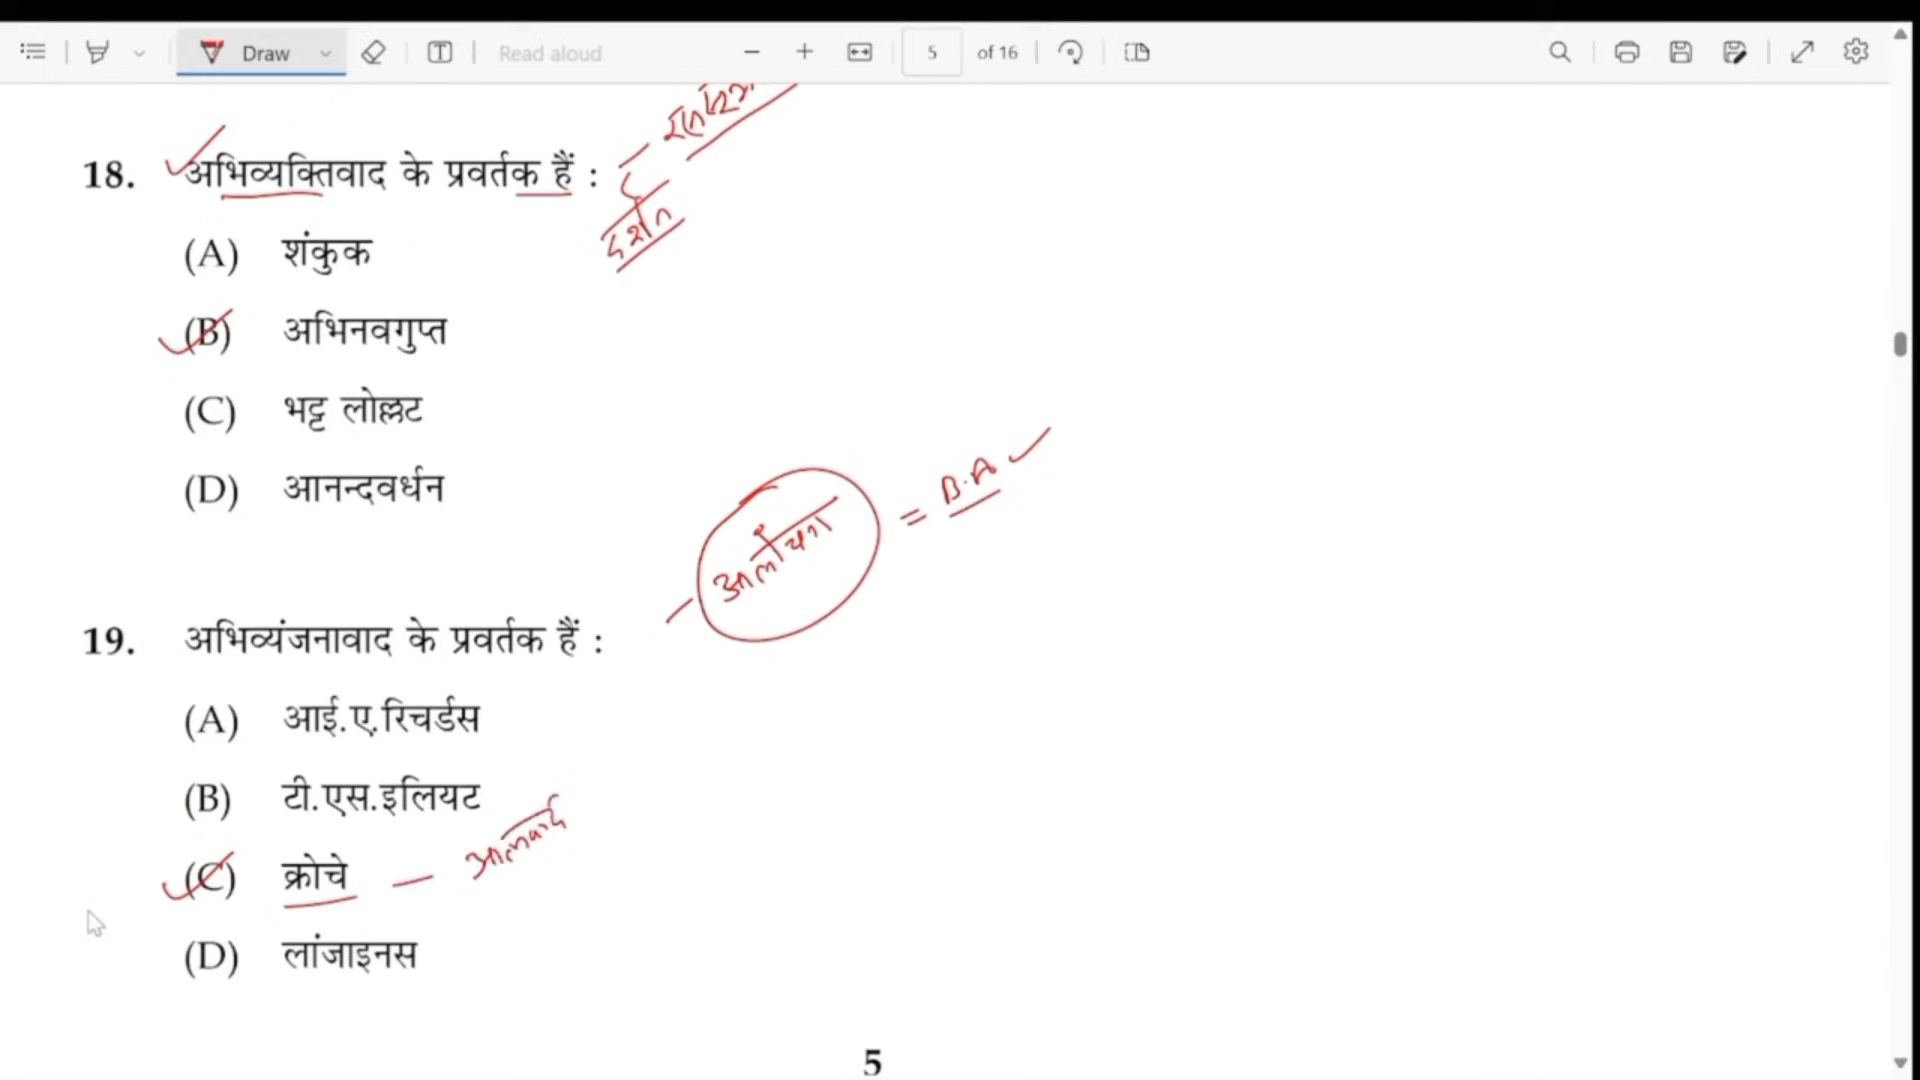 Draw
Read aloud
5 of 16
18. अभिव्यक्तिवाद के प्रवर्तक हैं :
दर्शन
(A) शंकुक
(B) अभिनवगुप्त
(C) भट्ट लोल्लट
(D) आनन्दवर्धन
आलोचना = B.A
19. अभिव्यंजनावाद के प्रवर्तक हैं :
(A) आई.ए.रिचर्डस
(B) टी.एस.इलियट
(C) क्रोचे
(D) लांजाइनस
5